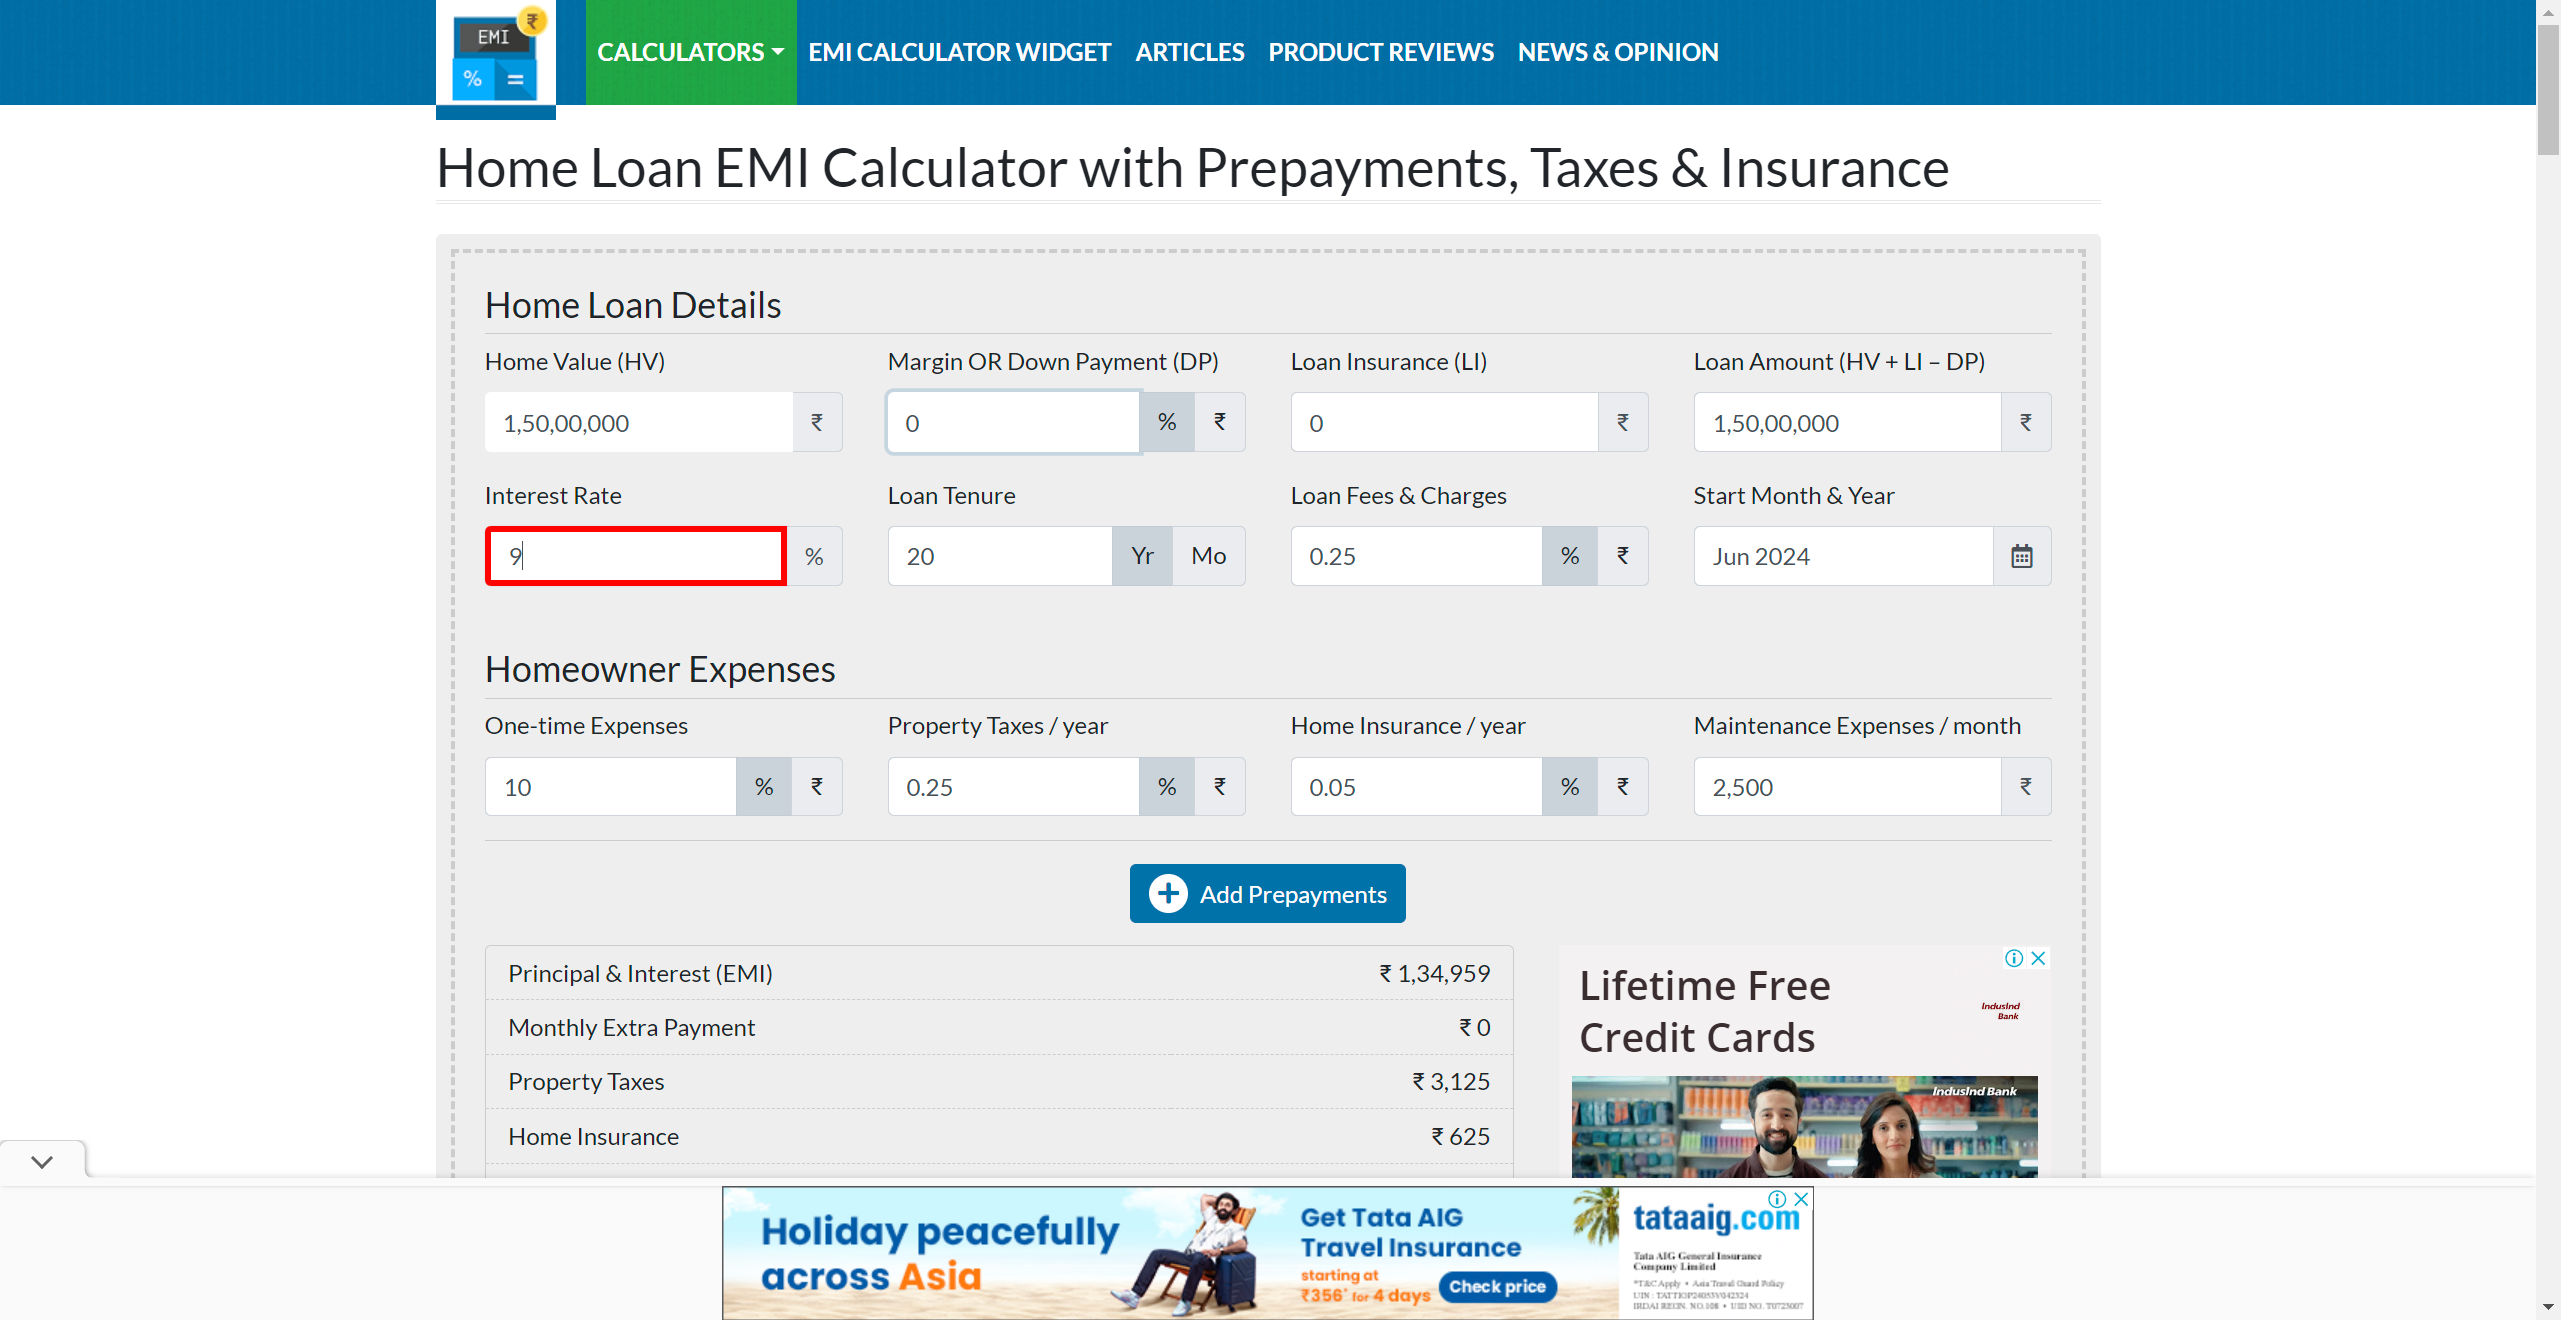 EMI
₹
%
=
CALCULATORS
EMI CALCULATOR WIDGET
ARTICLES
PRODUCT REVIEWS
NEWS & OPINION
Home Loan EMI Calculator with Prepayments, Taxes & Insurance
Home Loan Details
Home Value (HV)
Margin OR Down Payment (DP)
Loan Insurance (LI)
Loan Amount (HV + LI – DP)
1,50,00,000 ₹
0 % ₹
0 ₹
1,50,00,000 ₹
Interest Rate
Loan Tenure
Loan Fees & Charges
Start Month & Year
9 %
20 Yr Mo
0.25 % ₹
Jun 2024
Homeowner Expenses
One-time Expenses
Property Taxes / year
Home Insurance / year
Maintenance Expenses / month
10 % ₹
0.25 % ₹
0.05 % ₹
2,500 ₹
Add Prepayments
Principal & Interest (EMI) ₹ 1,34,959
Monthly Extra Payment ₹ 0
Property Taxes ₹ 3,125
Home Insurance ₹ 625
Lifetime Free
Credit Cards
IndusInd
Bank
IndusInd Bank
Holiday peacefully
across Asia
Get Tata AIG
Travel Insurance
starting at
₹356* for 4 days
Check price
tataaig.com
Tata AIG General Insurance
Company Limited
*T&C Apply • Asia Travel Guard Policy
UIN : TATTIOP24053V042324
IRDAI REGN. NO.108 • UID NO. T0723007